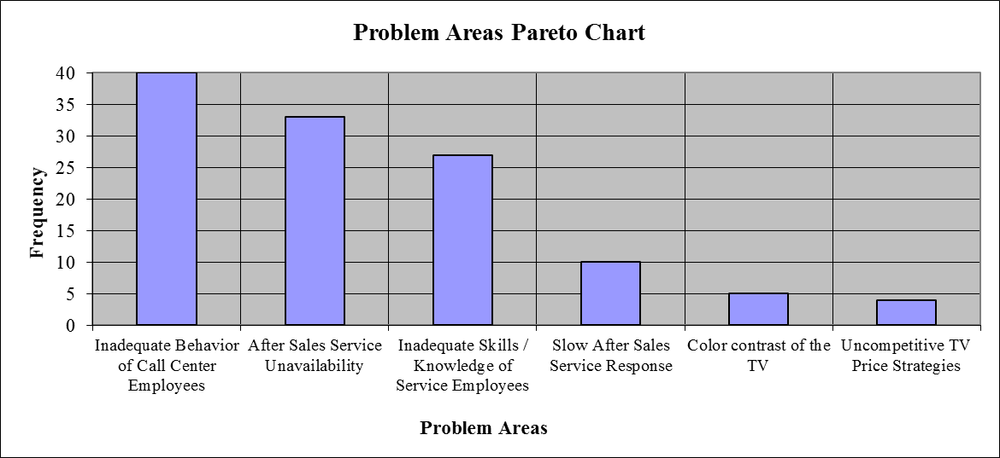 Problem Areas Pareto Chart
40
35
30
25
20
15
10
5
0
Frequency
Inadequate Behavior
of Call Center
Employees
After Sales Service
Unavailability
Inadequate Skills /
Knowledge of
Service Employees
Slow After Sales
Service Response
Color contrast of the
TV
Uncompetitive TV
Price Strategies
Problem Areas